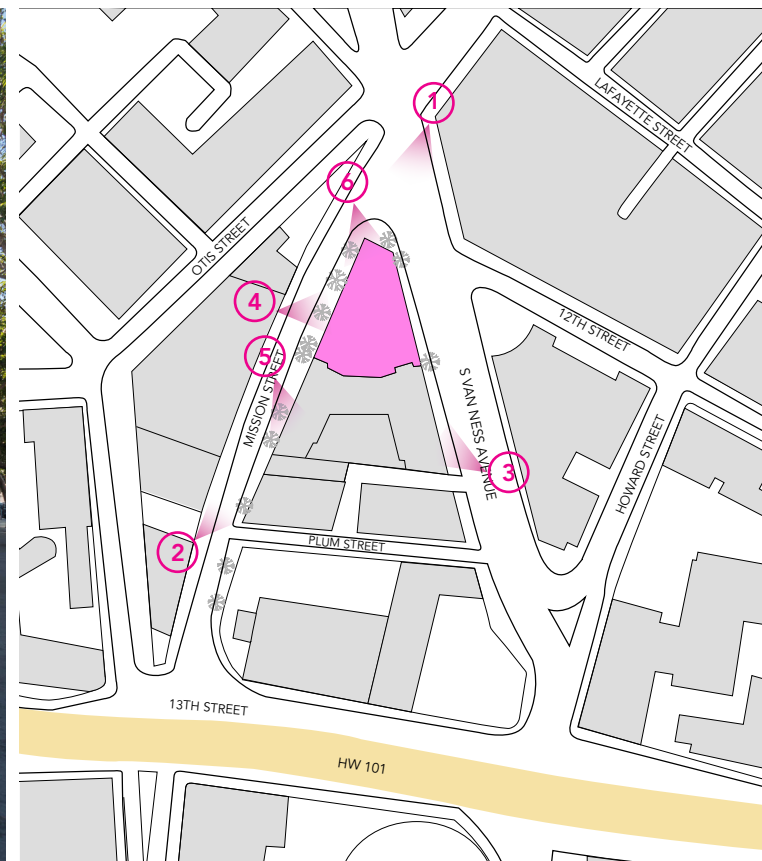 1
LAFAYETTE STREET
6
OTIS STREET
4
12TH STREET
5
MISSION STREET
S VAN NESS AVENUE
HOWARD STREET
3
2
PLUM STREET
13TH STREET
HW 101